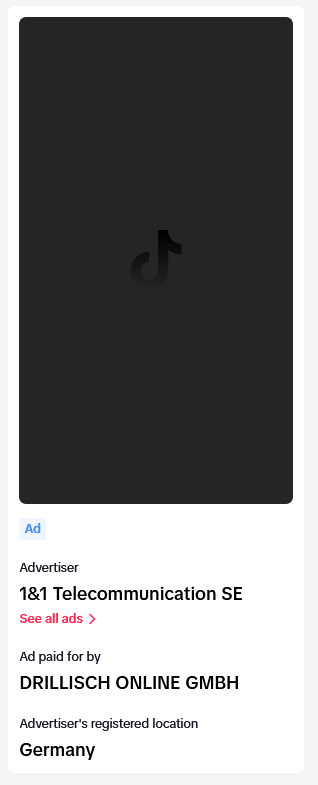 Ad
Advertiser
1&1 Telecommunication SE
See all ads
Ad paid for by
DRILLISCH ONLINE GMBH
Advertiser's registered location
Germany